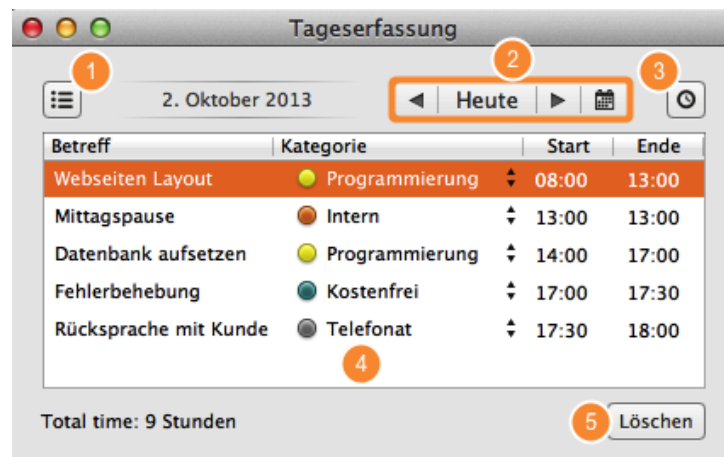 Tageserfassung
1 2 3
2. Oktober 2013 Heute
Betreff Kategorie Start Ende
Webseiten Layout Programmierung 08:00 13:00
Mittagspause Intern 13:00 13:00
Datenbank aufsetzen Programmierung 14:00 17:00
Fehlerbehebung Kostenfrei 17:00 17:30
Rücksprache mit Kunde Telefonat 17:30 18:00
4
Total time: 9 Stunden 5 Löschen